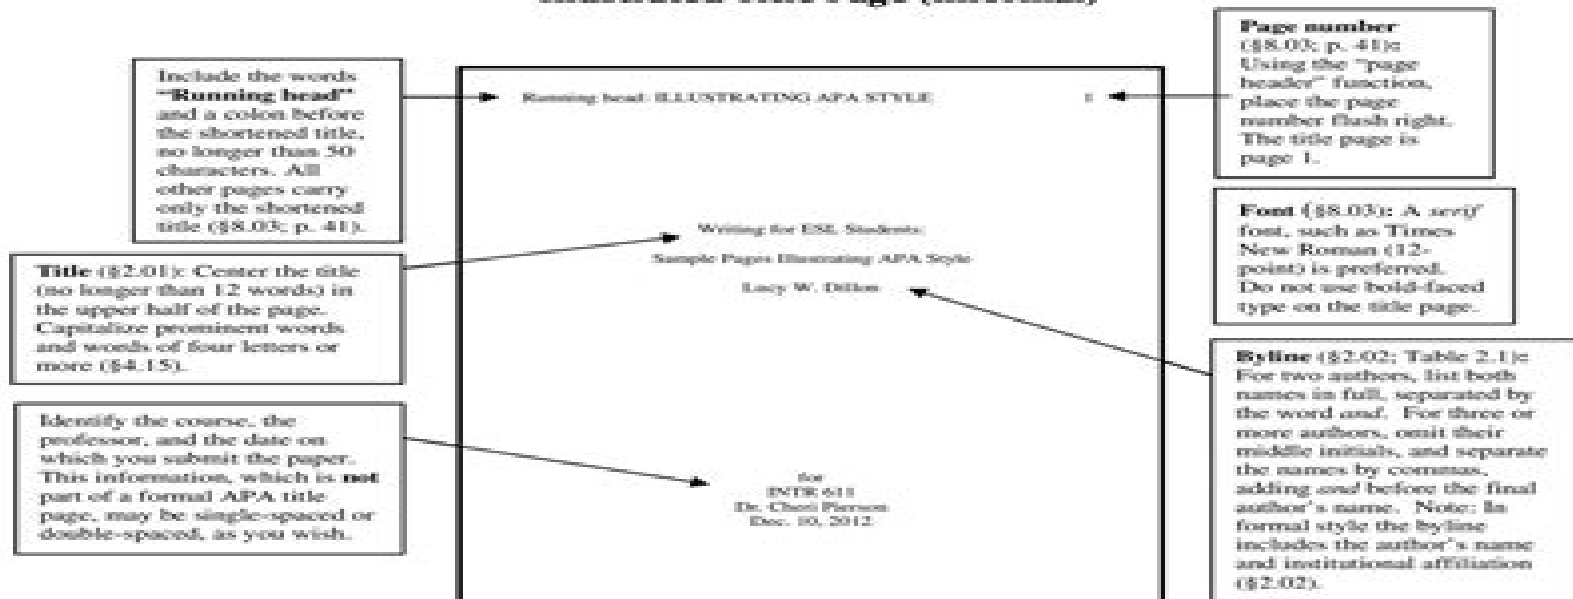 Include the words
"Running head"
and a colon before
the shortened title,
no longer than 50
characters. All
other pages carry
only the shortened
title (§8.03; p. 41).
Running head: ILLUSTRATING APA STYLE 1
Page number
(§8.03; p. 41):
Using the "page
header" function,
place the page
number flush right.
The title page is
page 1.
Title (§2.01): Center the title
(no longer than 12 words) in
the upper half of the page.
Capitalize prominent words
and words of four letters or
more (§4.15).
Writing for ESL Students:
Sample Pages Illustrating APA Style
Lucy W. Dillon
Font (§8.03): A serif
font, such as Times
New Roman (12-
point) is preferred.
Do not use bold-faced
type on the title page.
Identify the course, the
professor, and the date on
which you submit the paper.
This information, which is not
part of a formal APA title
page, may be single-spaced or
double-spaced, as you wish.
for
INTR 611
Dr. Cheri Pierson
Dec. 10, 2012
Byline (§2.02; Table 2.1):
For two authors, list both
names in full, separated by
the word and. For three or
more authors, omit their
middle initials, and separate
the names by commas,
adding and before the final
author's name. Note: In
formal style the byline
includes the author's name
and institutional affiliation
(§2.02).